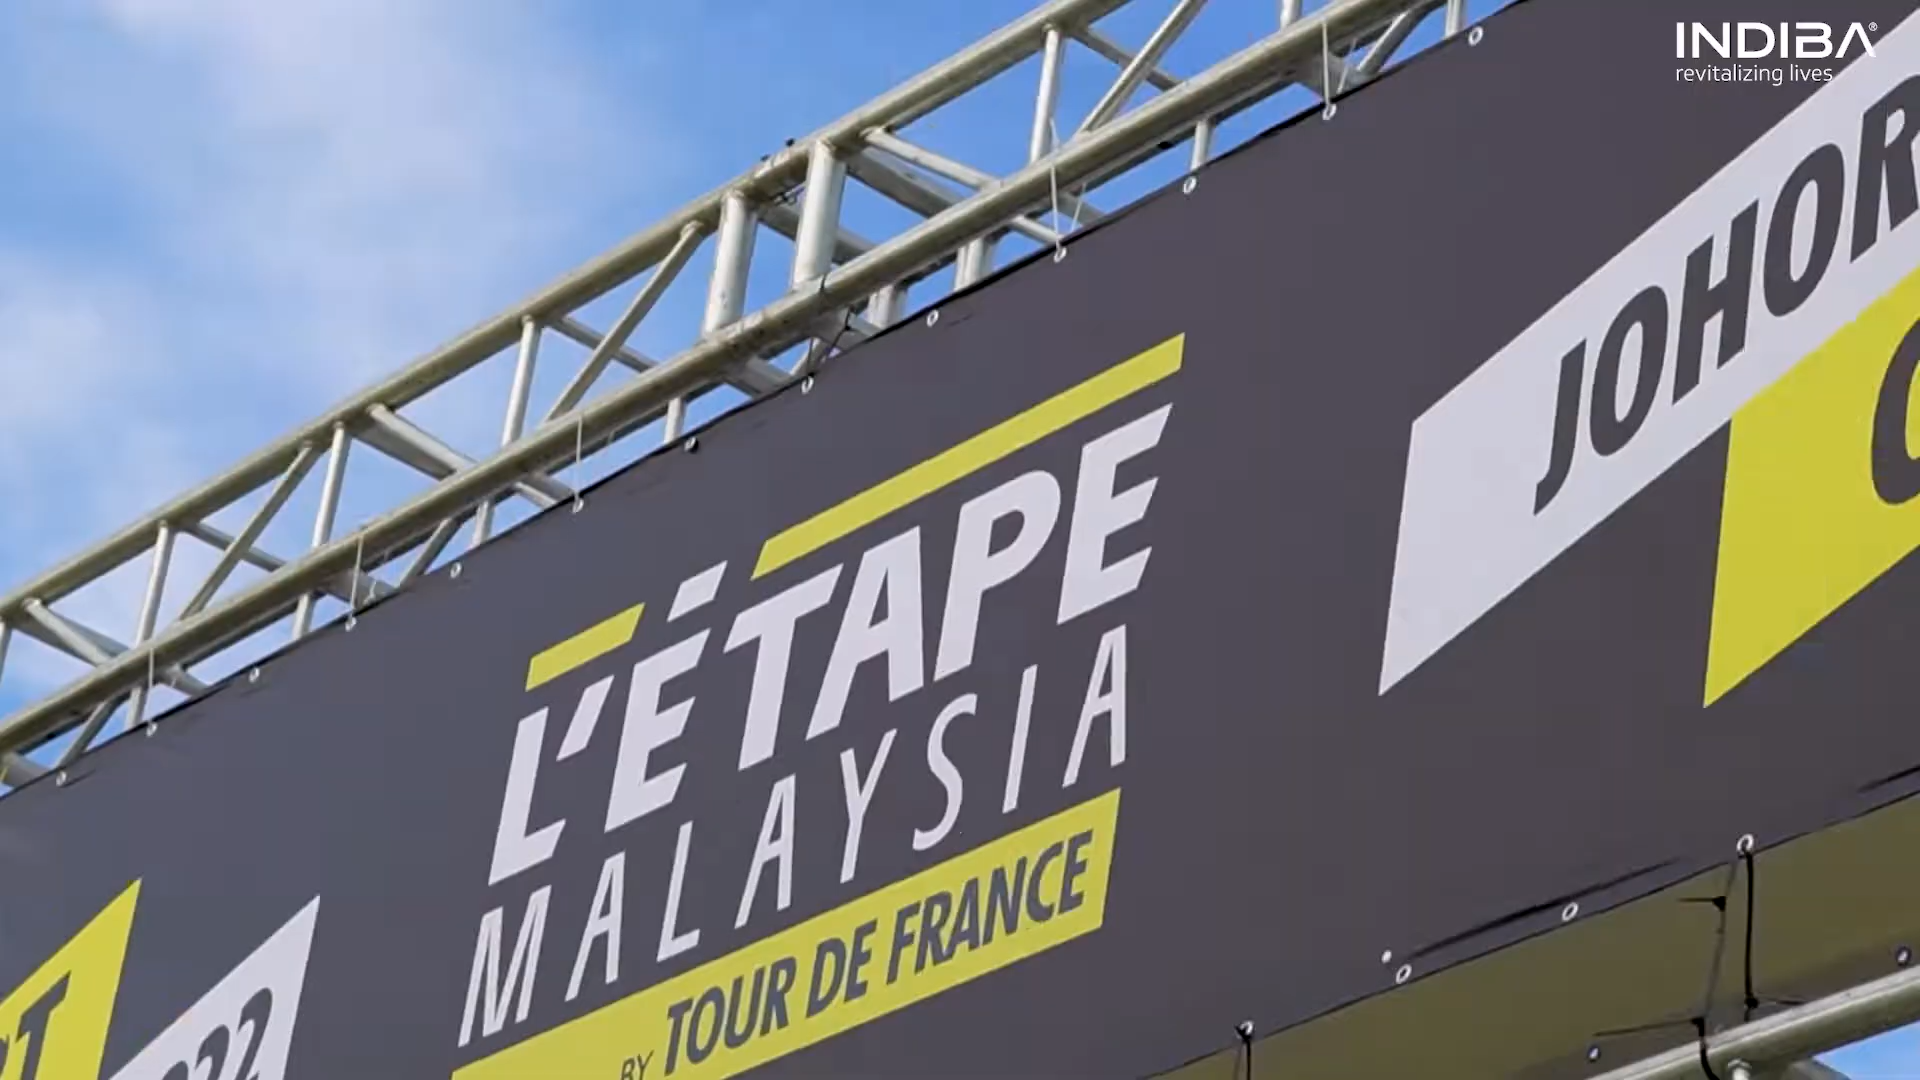 INDIBA®
revitalizing lives
JOHOR
L'ÉTAPE
MALAYSIA
BY TOUR DE FRANCE